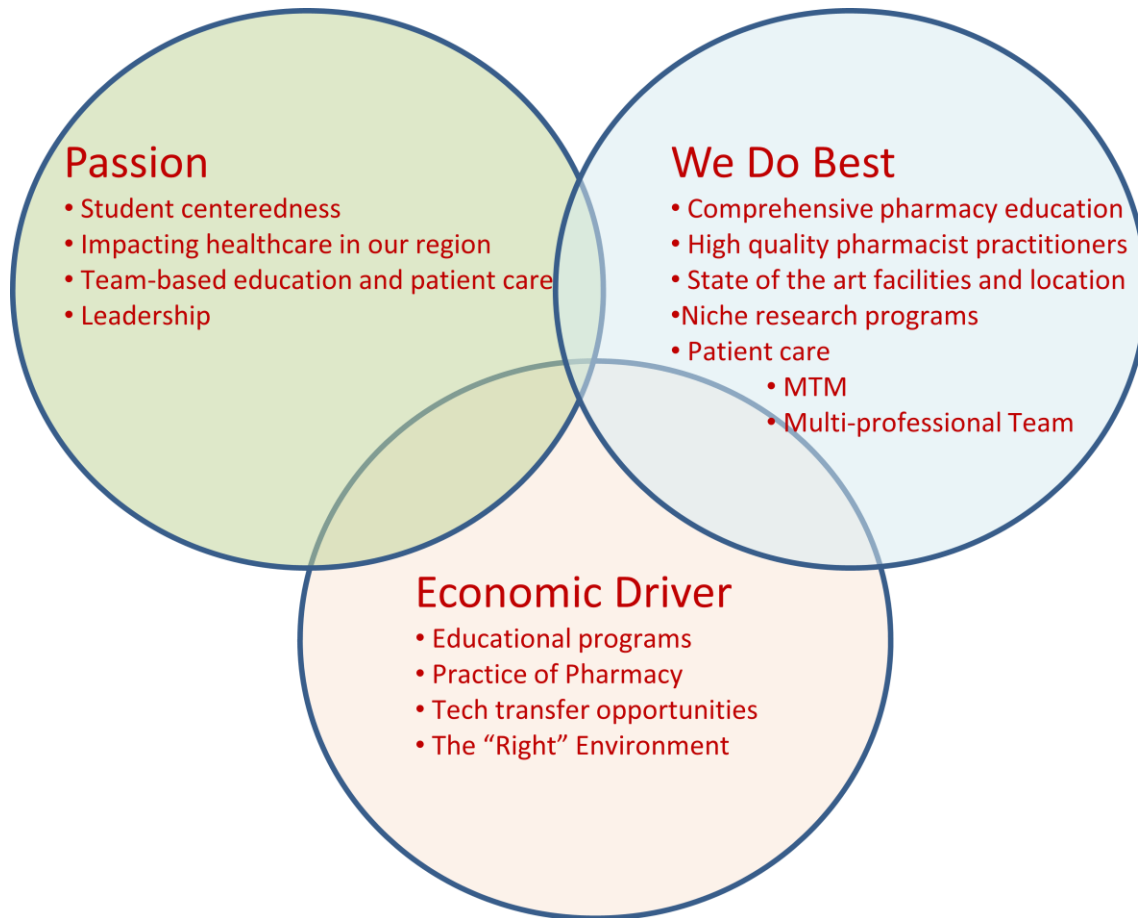 Passion
• Student centeredness
• Impacting healthcare in our region
• Team-based education and patient care
• Leadership
We Do Best
• Comprehensive pharmacy education
• High quality pharmacist practitioners
• State of the art facilities and location
•Niche research programs
• Patient care
• MTM
• Multi-professional Team
Economic Driver
• Educational programs
• Practice of Pharmacy
• Tech transfer opportunities
• The “Right” Environment